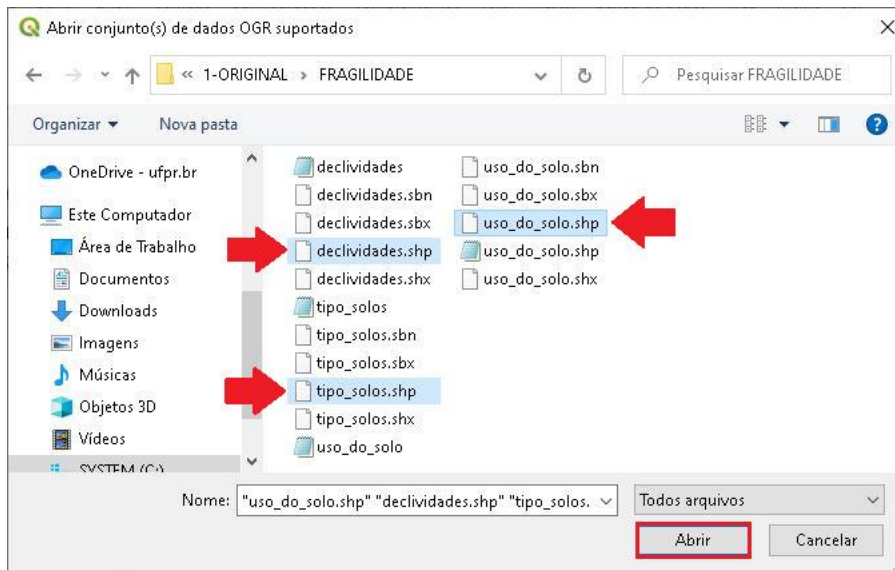 Abrir conjunto(s) de dados OGR suportados
« 1-ORIGINAL › FRAGILIDADE
Pesquisar FRAGILIDADE
Organizar
Nova pasta
OneDrive - ufpr.br
Este Computador
Área de Trabalho
Documentos
Downloads
Imagens
Músicas
Objetos 3D
Vídeos
SYSTEM (C:)
declividades
declividades.sbn
declividades.sbx
declividades.shp
declividades.shx
tipo_solos
tipo_solos.sbn
tipo_solos.sbx
tipo_solos.shp
tipo_solos.shx
uso_do_solo
uso_do_solo.sbn
uso_do_solo.sbx
uso_do_solo.shp
uso_do_solo.shp
uso_do_solo.shx
Nome: "uso_do_solo.shp" "declividades.shp" "tipo_solos.
Todos arquivos
Abrir
Cancelar